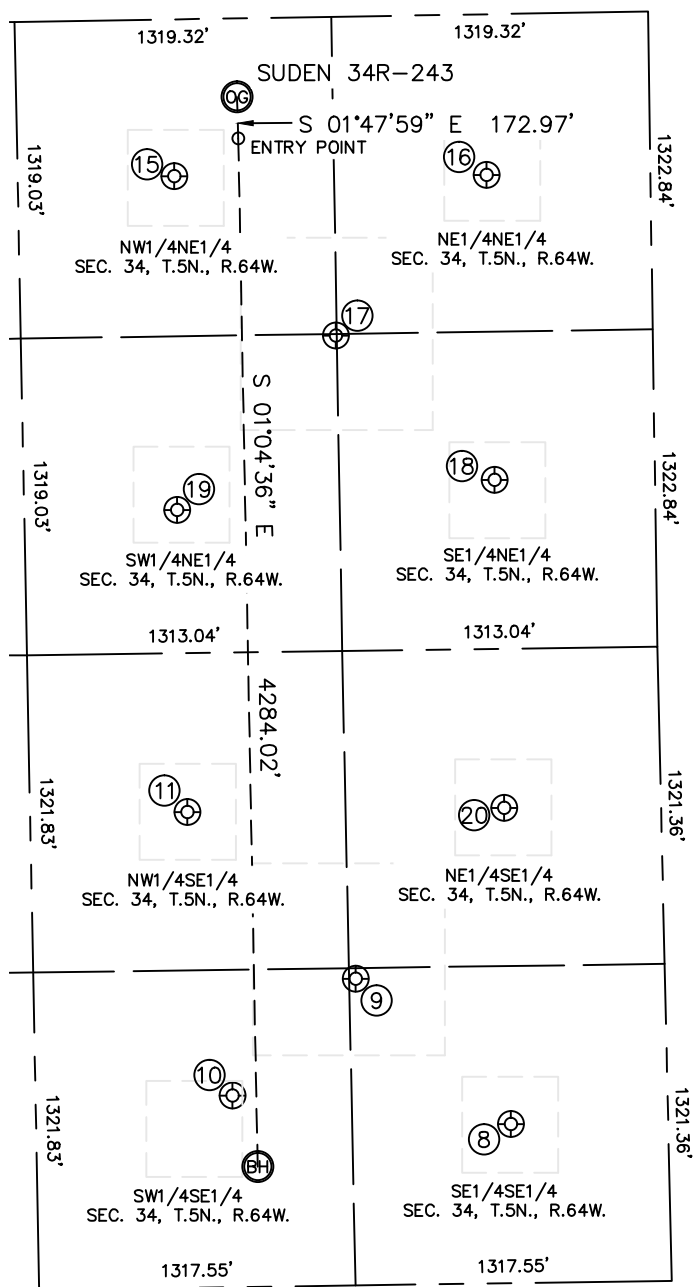 1319.32'
1319.32'
SUDEN 34R-243
OG
S 01°47'59" E 172.97'
ENTRY POINT
1319.03'
15
16
1322.84'
NW1/4NE1/4
SEC. 34, T.5N., R.64W.
NE1/4NE1/4
SEC. 34, T.5N., R.64W.
17
S 01°04'36" E
1319.03'
19
18
1322.84'
SW1/4NE1/4
SEC. 34, T.5N., R.64W.
SE1/4NE1/4
SEC. 34, T.5N., R.64W.
1313.04'
1313.04'
4284.02'
1321.83'
11
20
1321.36'
NW1/4SE1/4
SEC. 34, T.5N., R.64W.
NE1/4SE1/4
SEC. 34, T.5N., R.64W.
9
10
1321.83'
8
1321.36'
BH
SW1/4SE1/4
SEC. 34, T.5N., R.64W.
SE1/4SE1/4
SEC. 34, T.5N., R.64W.
1317.55'
1317.55'